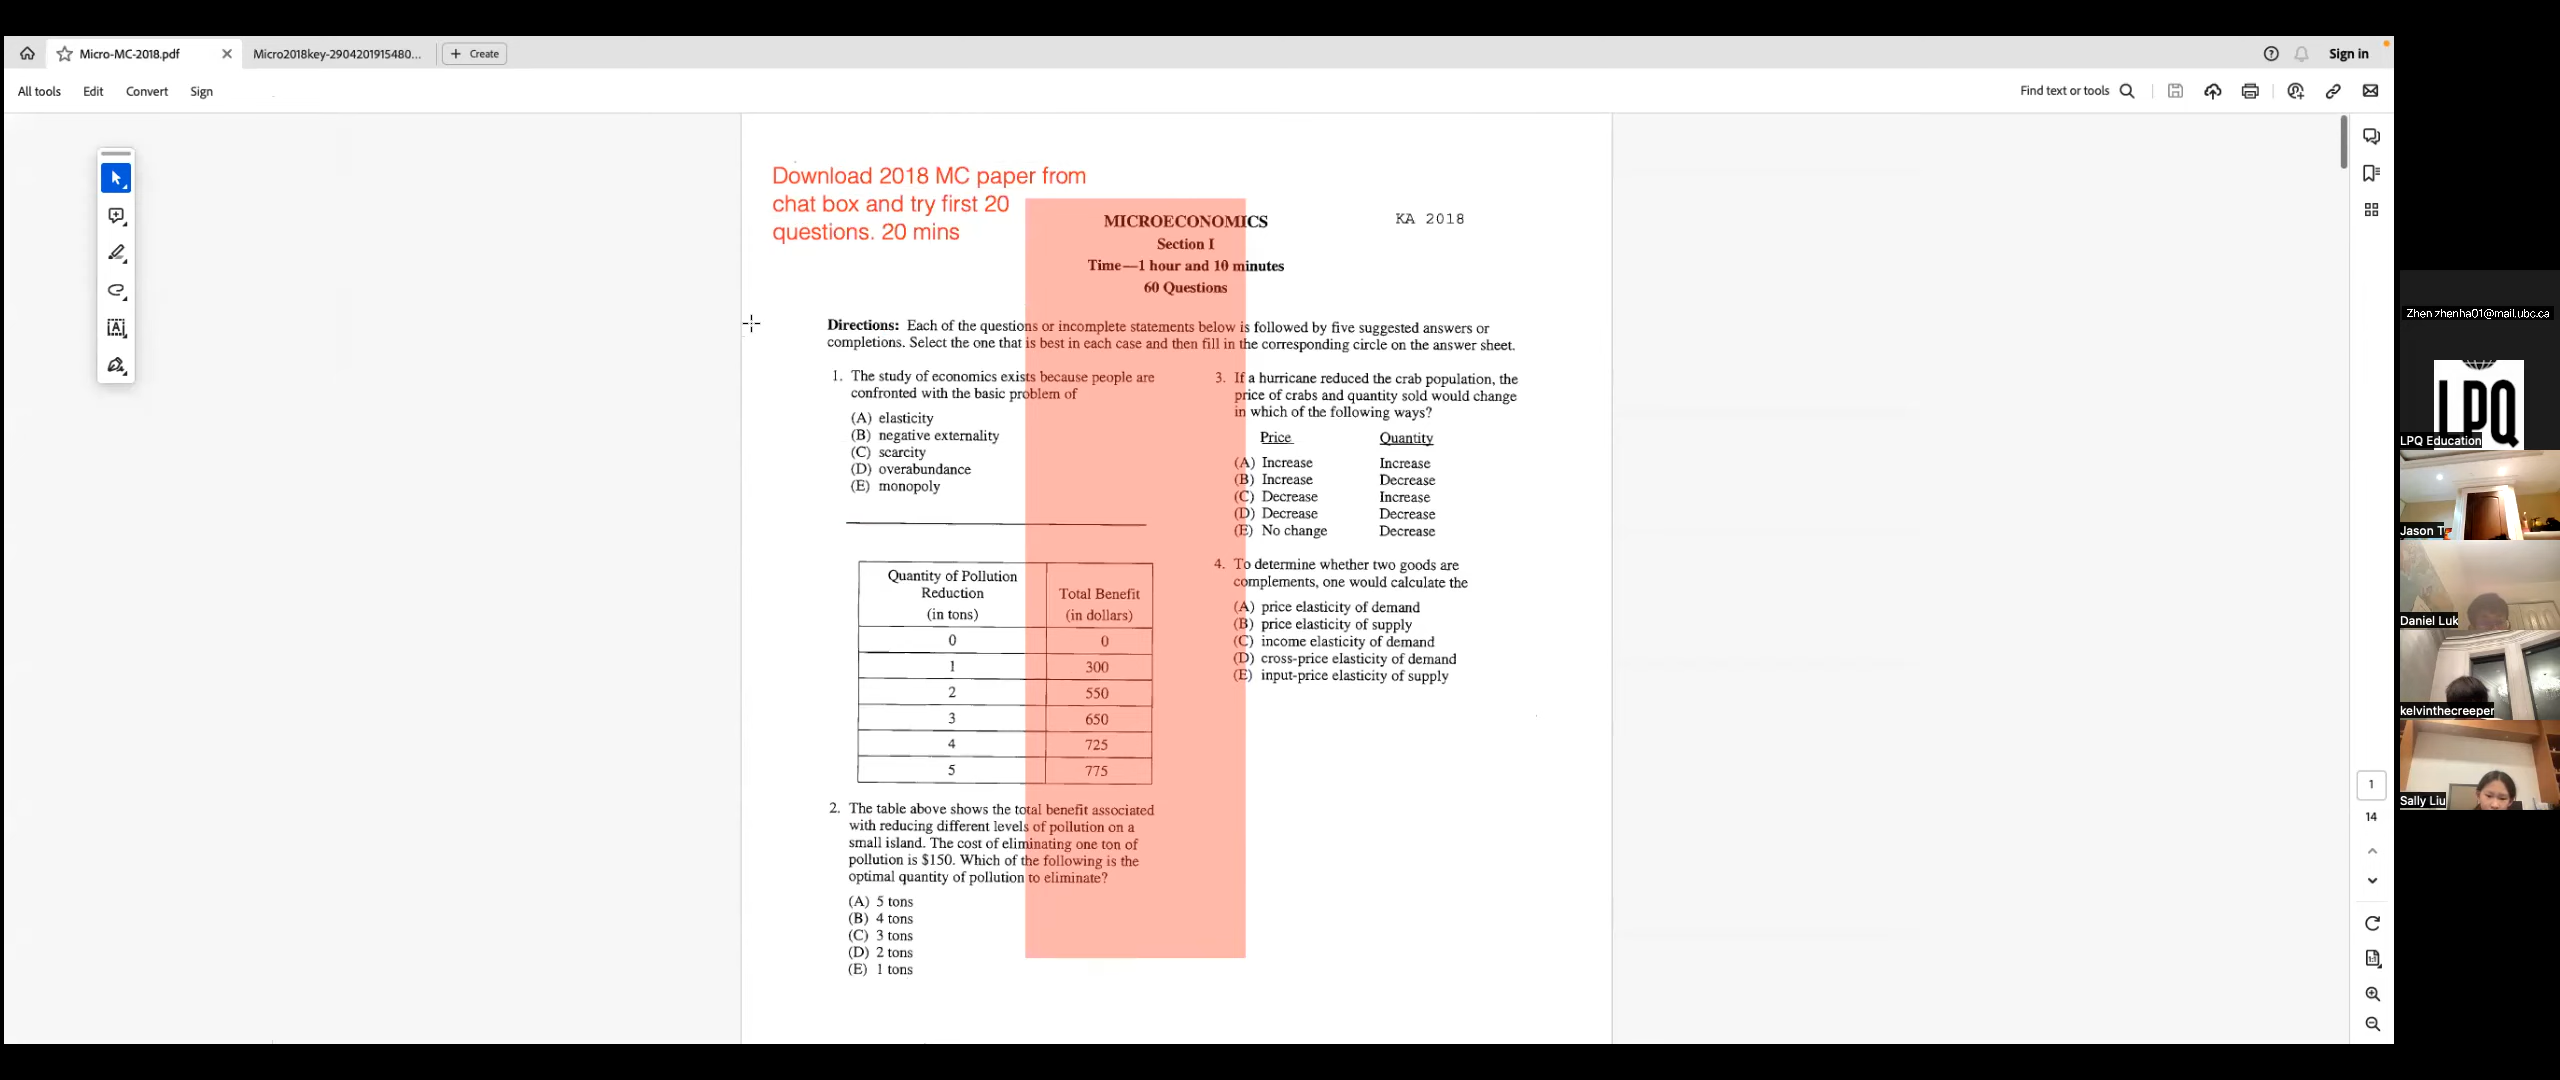 Micro-MC-2018.pdf
Micro2018key-2904201915480...
Create
Sign in
All tools
Edit
Convert
Sign
Find text or tools
Download 2018 MC paper from
chat box and try first 20
questions. 20 mins
MICROECONOMICS
KA 2018
Section I
Time—1 hour and 10 minutes
60 Questions
Directions: Each of the questions or incomplete statements below is followed by five suggested answers or
completions. Select the one that is best in each case and then fill in the corresponding circle on the answer sheet.
1. The study of economics exists because people are
confronted with the basic problem of
(A) elasticity
(B) negative externality
(C) scarcity
(D) overabundance
(E) monopoly
Quantity of Pollution
Reduction
(in tons)
Total Benefit
(in dollars)
0 0
1 300
2 550
3 650
4 725
5 775
2. The table above shows the total benefit associated
with reducing different levels of pollution on a
small island. The cost of eliminating one ton of
pollution is $150. Which of the following is the
optimal quantity of pollution to eliminate?
(A) 5 tons
(B) 4 tons
(C) 3 tons
(D) 2 tons
(E) 1 tons
3. If a hurricane reduced the crab population, the
price of crabs and quantity sold would change
in which of the following ways?
Price Quantity
(A) Increase Increase
(B) Increase Decrease
(C) Decrease Increase
(D) Decrease Decrease
(E) No change Decrease
4. To determine whether two goods are
complements, one would calculate the
(A) price elasticity of demand
(B) price elasticity of supply
(C) income elasticity of demand
(D) cross-price elasticity of demand
(E) input-price elasticity of supply
1
14
Zhen zhenha01@mail.ubc.ca
LPQ
LPQ Education
Jason T
Daniel Luk
kelvinthecreeper
Sally Liu